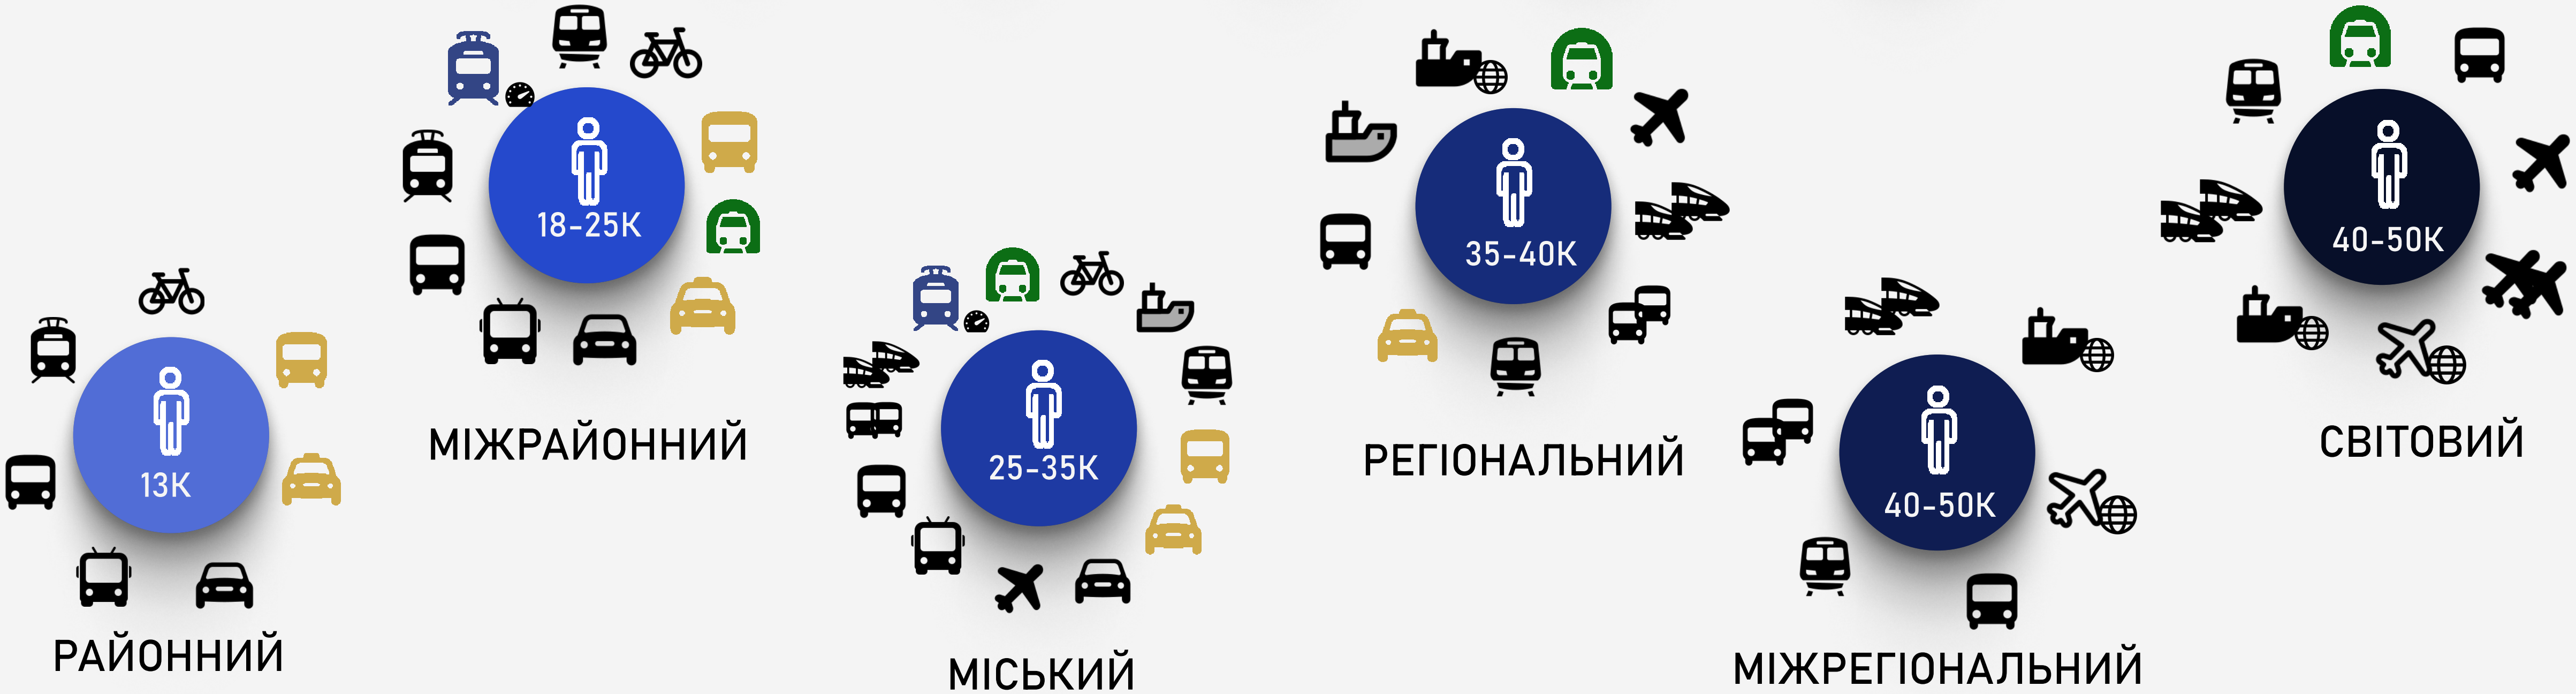 13K
РАЙОННИЙ
18-25K
МІЖРАЙОННИЙ
25-35K
МІСЬКИЙ
35-40K
РЕГІОНАЛЬНИЙ
40-50K
МІЖРЕГІОНАЛЬНИЙ
40-50K
СВІТОВИЙ